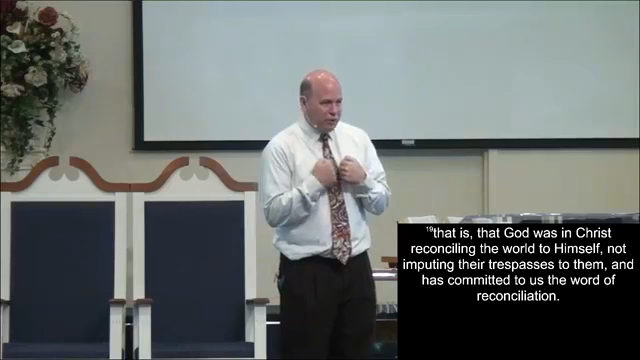 ¹⁹that is, that God was in Christ
reconciling the world to Himself, not
imputing their trespasses to them, and
has committed to us the word of
reconciliation.